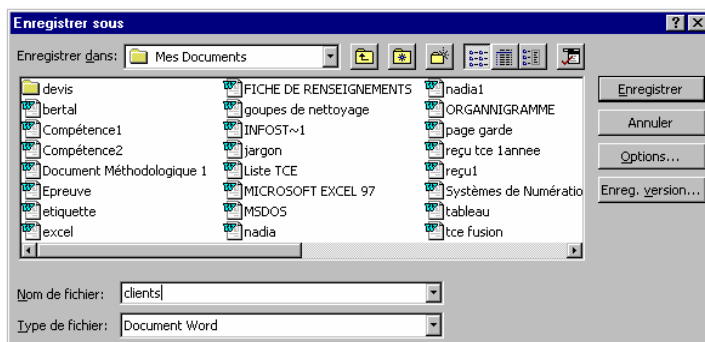 Enregistrer sous
Enregistrer dans: Mes Documents
devis
bertal
Compétence1
Compétence2
Document Méthodologique 1
Epreuve
etiquette
excel
FICHE DE RENSEIGNEMENTS
goupes de nettoyage
INFOST~1
jargon
Liste TCE
MICROSOFT EXCEL 97
MSDOS
nadia
nadia1
ORGANNIGRAMME
page garde
reçu tce 1annee
reçu1
Systèmes de Numératio
tableau
tce fusion
Enregistrer
Annuler
Options...
Enreg. version...
Nom de fichier: clients
Type de fichier: Document Word